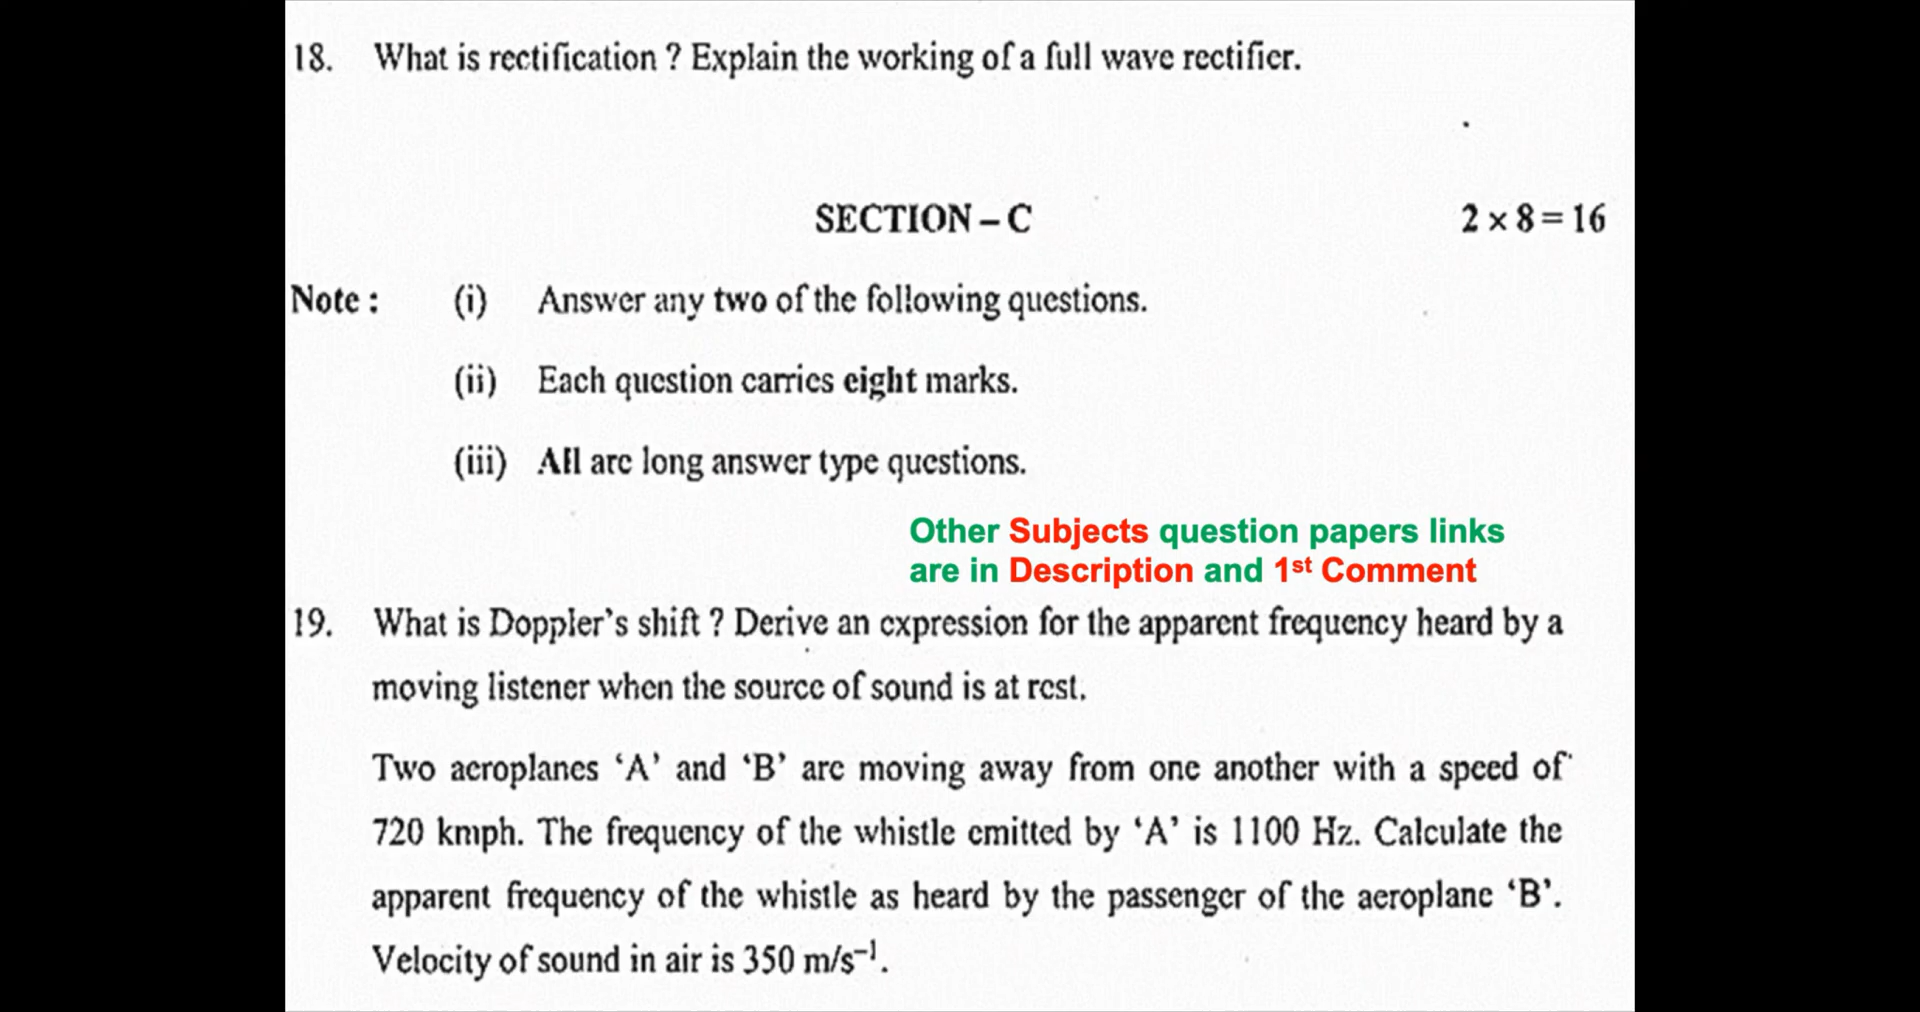 18. What is rectification ? Explain the working of a full wave rectifier.
SECTION – C 2 × 8 = 16
Note : (i) Answer any two of the following questions.
(ii) Each question carries eight marks.
(iii) All are long answer type questions.
Other Subjects question papers links
are in Description and 1st Comment
19. What is Doppler's shift ? Derive an expression for the apparent frequency heard by a
moving listener when the source of sound is at rest.
Two aeroplanes 'A' and 'B' are moving away from one another with a speed of
720 kmph. The frequency of the whistle emitted by 'A' is 1100 Hz. Calculate the
apparent frequency of the whistle as heard by the passenger of the aeroplane 'B'.
Velocity of sound in air is 350 m/s⁻¹.